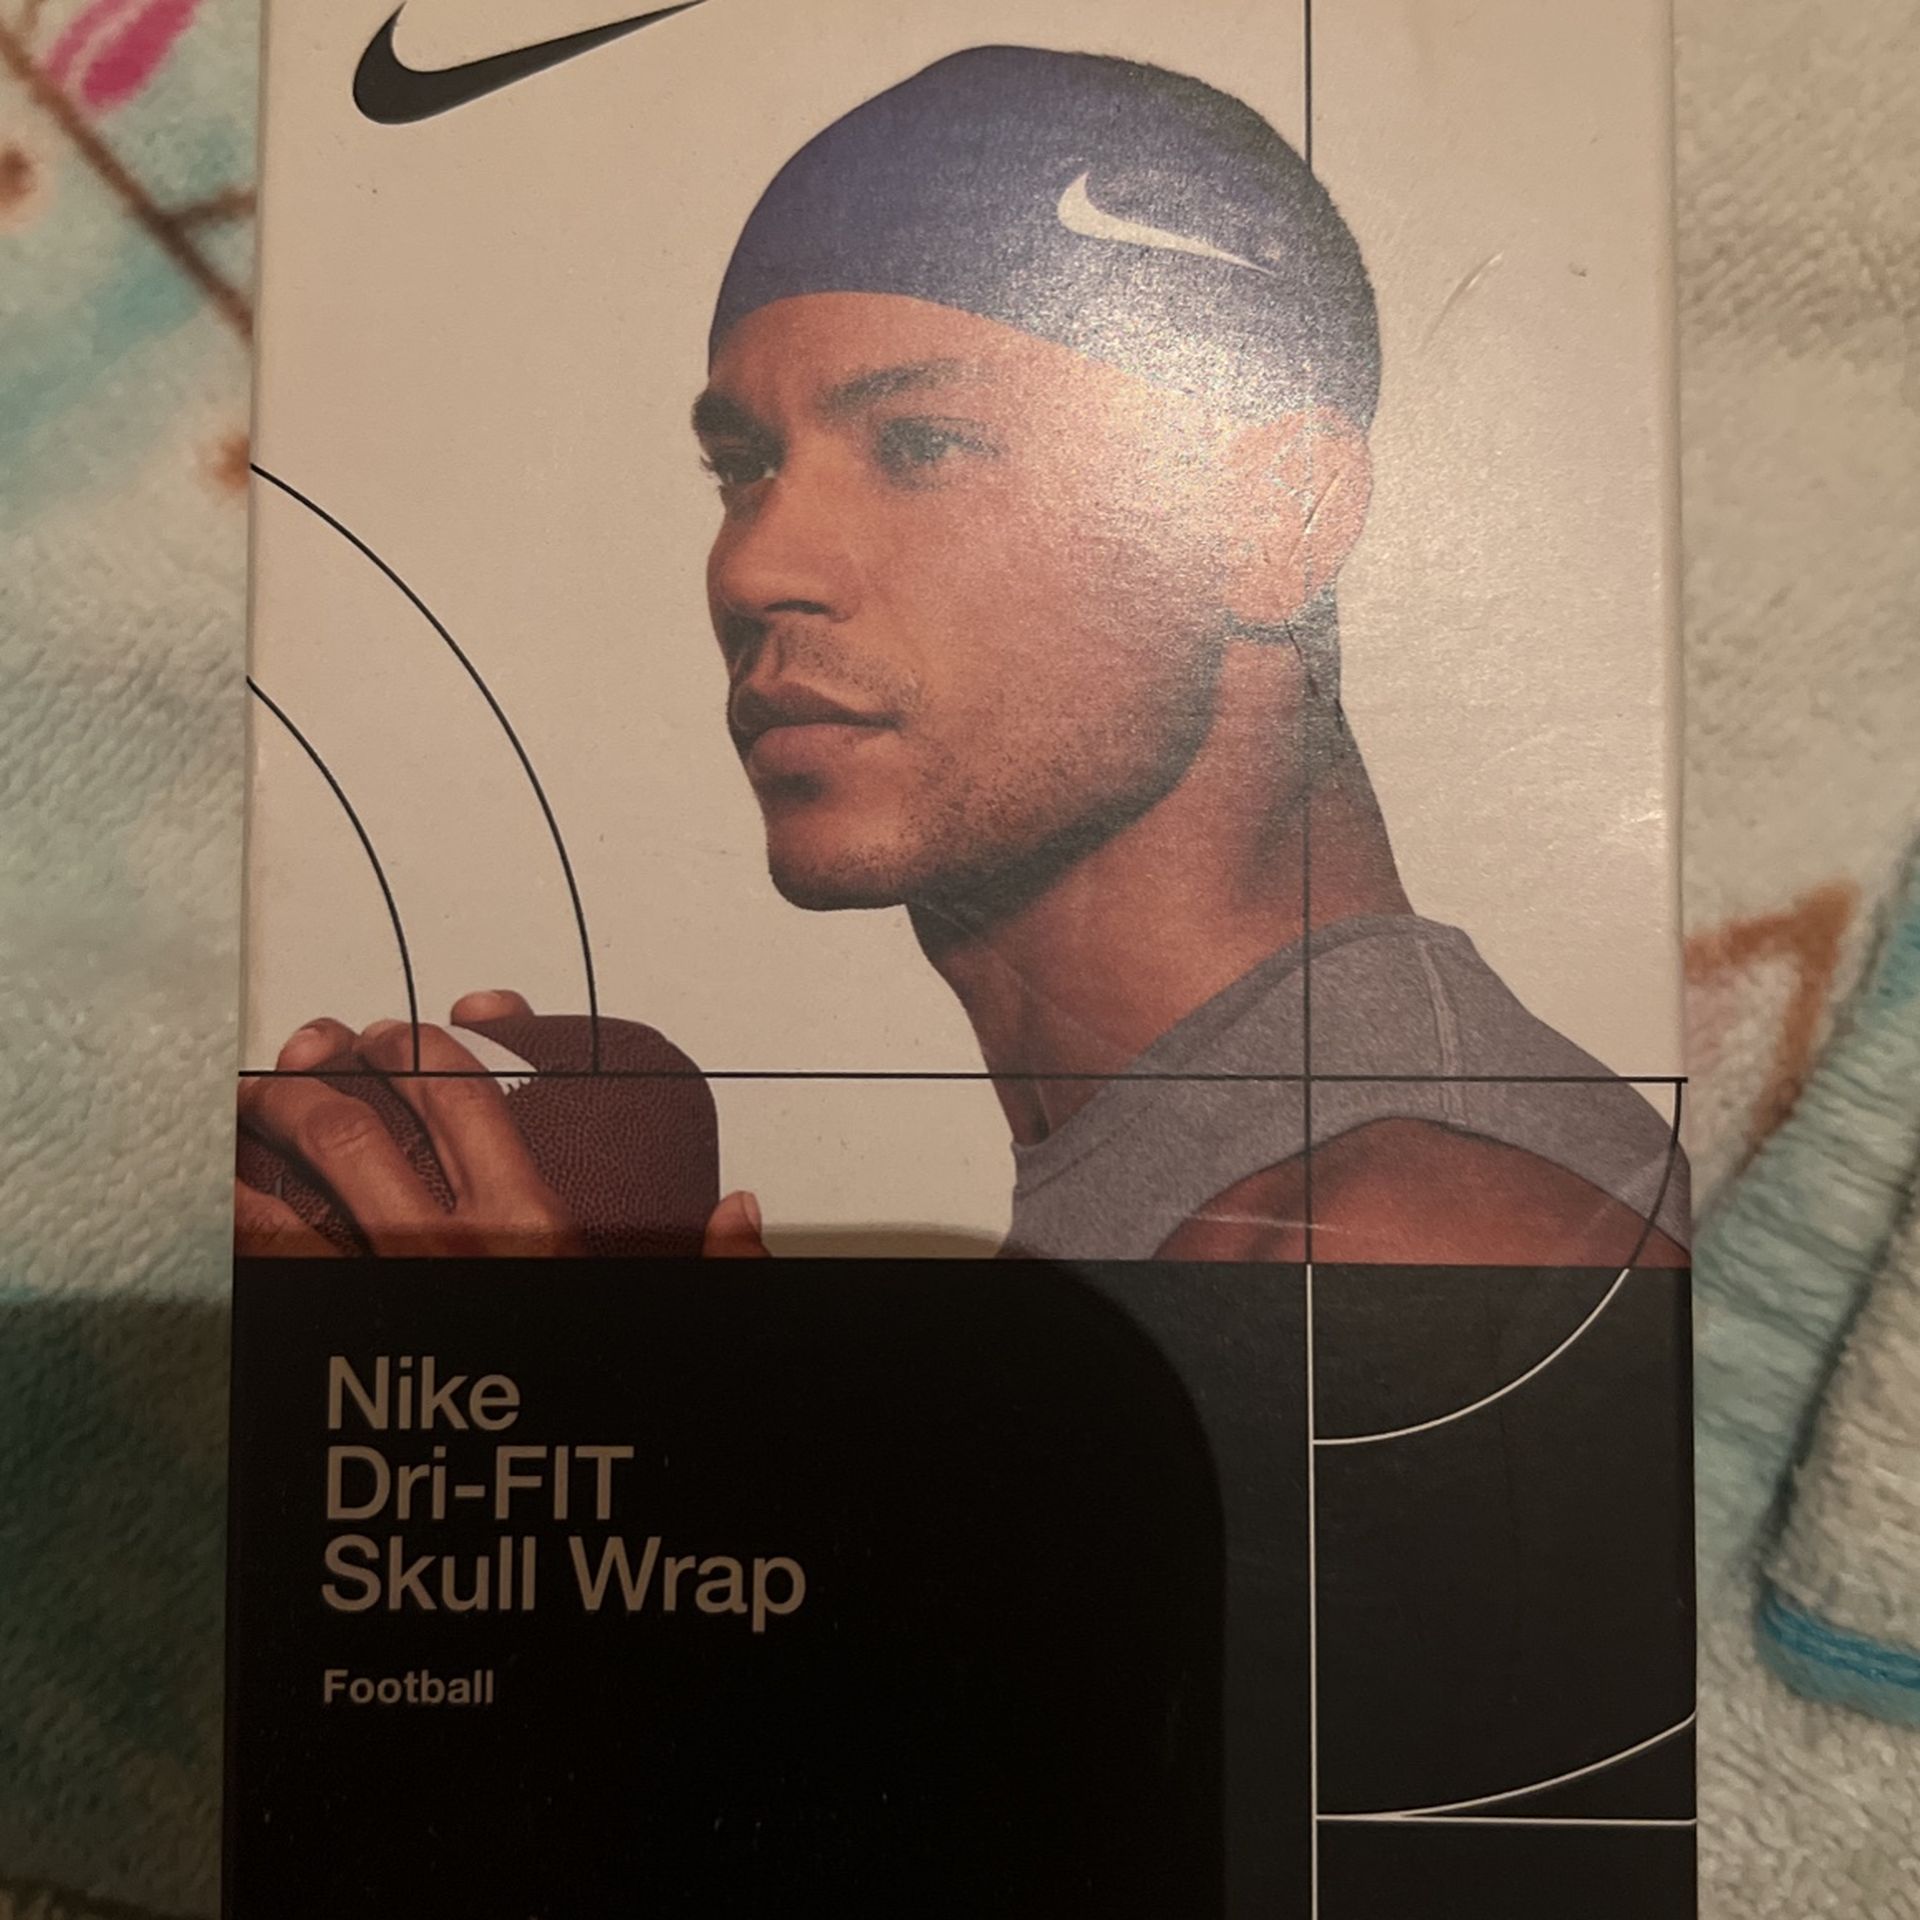 Nike
Dri-FIT
Skull Wrap
Football